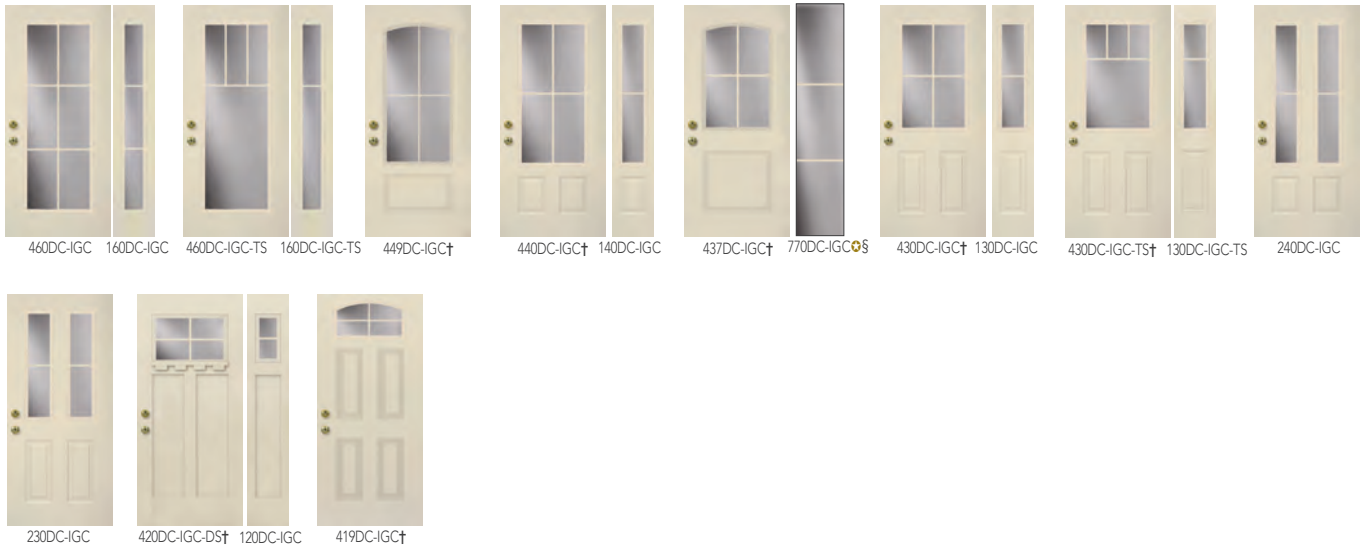 460DC-IGC 160DC-IGC 460DC-IGC-TS 160DC-IGC-TS 449DC-IGC† 440DC-IGC† 140DC-IGC 437DC-IGC† 770DC-IGC✪§ 430DC-IGC† 130DC-IGC 430DC-IGC-TS† 130DC-IGC-TS 240DC-IGC
230DC-IGC 420DC-IGC-DS† 120DC-IGC 419DC-IGC†